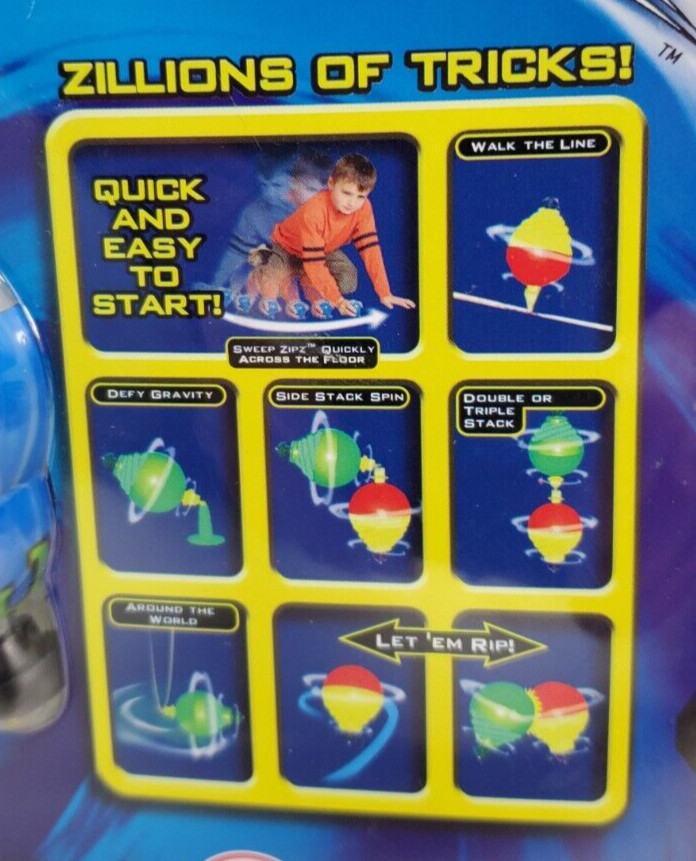 ZILLIONS OF TRICKS!
TM
QUICK
AND
EASY
TO
START!
SWEEP ZIPZ™ QUICKLY
ACROSS THE FLOOR
WALK THE LINE
DEFY GRAVITY
SIDE STACK SPIN
DOUBLE OR
TRIPLE
STACK
AROUND THE
WORLD
LET 'EM RIP!